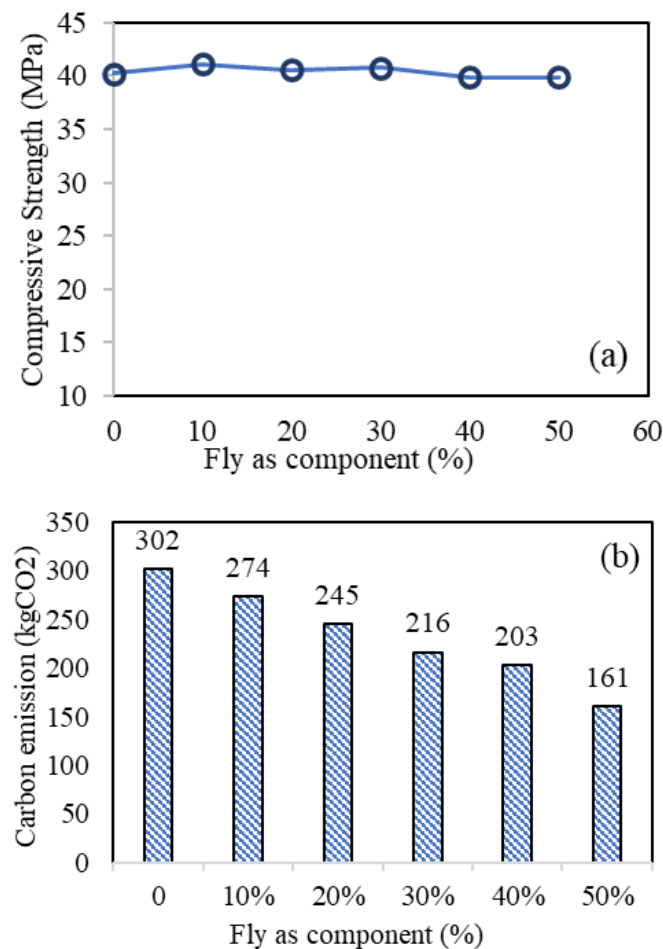 Compressive Strength (MPa)
45
40
35
30
25
20
15
10
(a)
0 10 20 30 40 50 60
Fly as component (%)
Carbon emission (kgCO2)
350
300
250
200
150
100
50
0
(b)
302
274
245
216
203
161
0 10% 20% 30% 40% 50%
Fly as component (%)